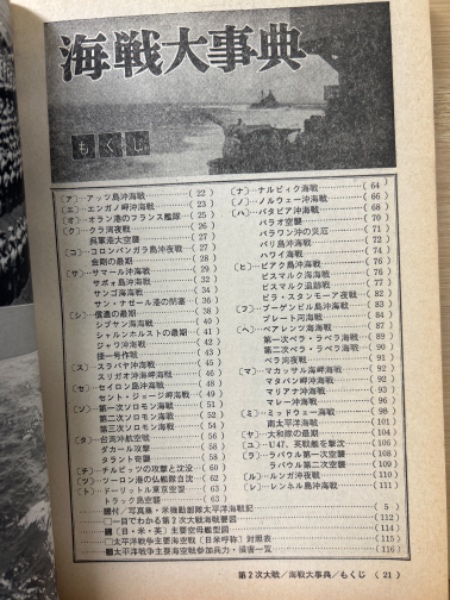 海戦大事典
もくじ
〔ア〕…アッツ島沖海戦……( 22 )
〔エ〕…エンガノ岬沖海戦……( 23 )
〔オ〕…オラン港のフランス艦隊…( 25 )
〔ク〕…クラ河夜戦……( 26 )
呉軍港大空襲……( 27 )
〔コ〕…コロンバンガラ島沖夜戦…( 27 )
金剛の最期……( 28 )
〔サ〕…サマール沖海戦……( 29 )
サボォ島沖海戦……( 32 )
サンゴ海海戦……( 34 )
サン・ナゼール港の閉塞…( 36 )
〔シ〕…信濃の最期……( 38 )
シブヤン海海戦……( 40 )
シャルンホルストの最期…( 41 )
ジャワ沖海戦……( 42 )
捷一号作戦……( 43 )
〔ス〕…スラバヤ沖海戦……( 45 )
スリガオ沖海峡海戦……( 46 )
〔セ〕…セイロン島沖海戦……( 48 )
セント・ジョージ岬沖海戦…( 49 )
〔ソ〕…第一次ソロモン海戦……( 51 )
第二次ソロモン海戦……( 52 )
第三次ソロモン海戦……( 54 )
〔タ〕…台湾沖航空戦……( 56 )
ダカール攻撃……( 58 )
タラント奇襲……( 58 )
〔チ〕…チルピッツの攻撃と沈没…( 60 )
〔ツ〕…ツーロン港の仏艦隊自沈…( 62 )
〔ト〕…ドーリットル東京空襲……( 63 )
トラック島空襲……( 63 )
〔ナ〕…ナルビィク海戦……( 64 )
〔ノ〕…ノルウェー沖海戦……( 66 )
〔ハ〕…バタビア沖海戦……( 68 )
パラオ空襲……( 70 )
パラワン沖の災厄……( 71 )
バリ島沖海戦……( 72 )
ハワイ海戦……( 74 )
〔ヒ〕…ビアク島沖海戦……( 75 )
ビスマルク海海戦……( 76 )
ビスマルク追跡戦……( 77 )
ビラ・スタンモーア夜戦…( 82 )
〔フ〕…ブーゲンビル島沖海戦……( 83 )
プレート河海戦……( 84 )
〔ヘ〕…ベアレンツ海海戦……( 87 )
第一次ベラ・ラベラ海戦…( 89 )
第二次ベラ・ラベラ海戦…( 90 )
ベラ湾夜戦……( 91 )
〔マ〕…マカッサル海峡海戦……( 92 )
マタパン岬沖海戦……( 92 )
マリアナ沖海戦……( 93 )
マレー沖海戦……( 96 )
〔ミ〕…ミッドウェー海戦……( 98 )
南太平洋海戦……(101 )
〔ヤ〕…大和隊の最期……(104 )
〔ユ〕…U47、英戦艦を撃沈……(106 )
〔ラ〕…ラバウル第一次空襲……(108 )
ラバウル第二次空襲……(109 )
〔ル〕…ルンガ沖夜戦……(110 )
〔レ〕…レンネル島沖海戦……(111 )
■付／写真集・米機動部隊太平洋海戦記……( 5 )
□一目でわかる第2次大戦海戦要図……(112 )
■〔日・米・英〕主要空母艦型図……(114 )
□太平洋戦争主要海空戦〔日米呼称〕対照表……(115 )
■太平洋戦争主要海空戦参加兵力・損害一覧……(116 )
第2次大戦／海戦大事典／もくじ （21）